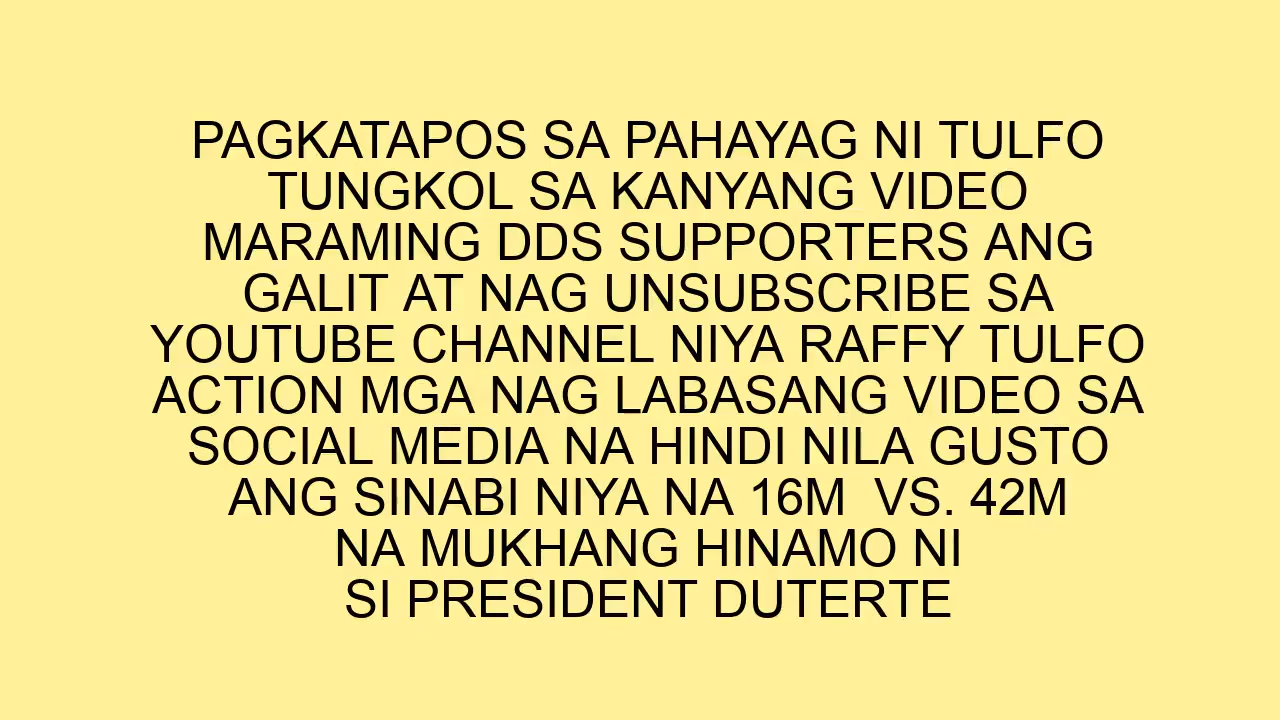 PAGKATAPOS SA PAHAYAG NI TULFO
TUNGKOL SA KANYANG VIDEO
MARAMING DDS SUPPORTERS ANG
GALIT AT NAG UNSUBSCRIBE SA
YOUTUBE CHANNEL NIYA RAFFY TULFO
ACTION MGA NAG LABASANG VIDEO SA
SOCIAL MEDIA NA HINDI NILA GUSTO
ANG SINABI NIYA NA 16M  VS. 42M
NA MUKHANG HINAMO NI
SI PRESIDENT DUTERTE